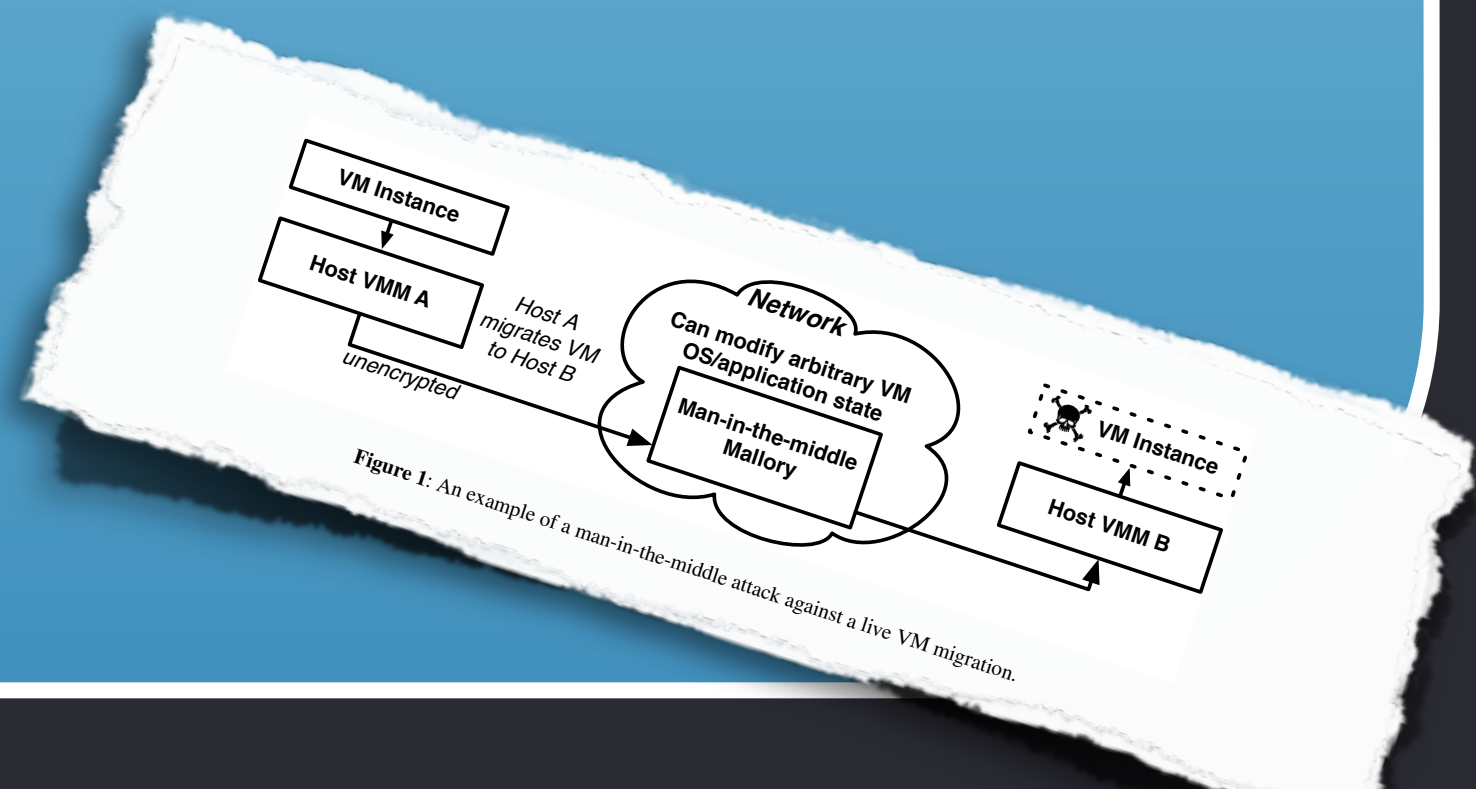 VM Instance
Host VMM A
Host A
migrates VM
to Host B
unencrypted
Network
Can modify arbitrary VM
OS/application state
Man-in-the-middle
Mallory
VM Instance
Host VMM B
Figure 1: An example of a man-in-the-middle attack against a live VM migration.